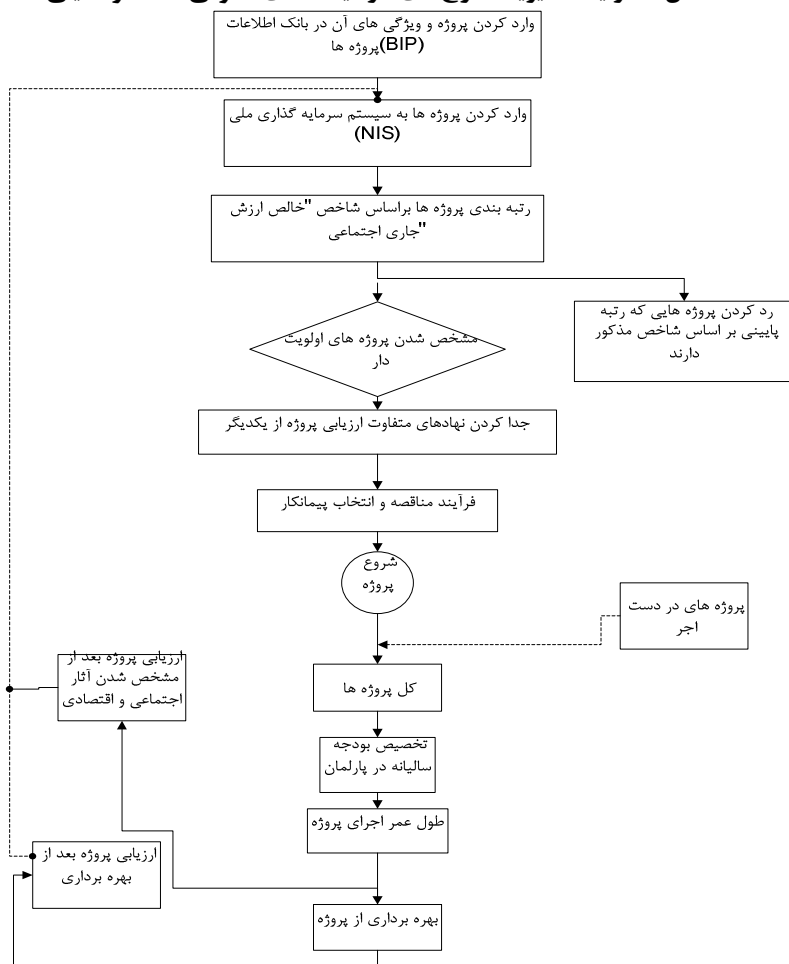 وارد کردن پروژه و ویژگی های آن در بانک اطلاعات
پروژه ها(BIP)
وارد کردن پروژه ها به سیستم سرمایه گذاری ملی
(NIS)
رتبه بندی پروژه ها براساس شاخص "خالص ارزش
جاری اجتماعی"
رد کردن پروژه هایی که رتبه
پایینی بر اساس شاخص مذکور
دارند
مشخص شدن پروژه های اولویت
دار
جدا کردن نهادهای متفاوت ارزیابی پروژه از یکدیگر
فرآیند مناقصه و انتخاب پیمانکار
شروع
پروژه
پروژه های در دست
اجر
کل پروژه ها
ارزیابی پروژه بعد از
مشخص شدن آثار
اجتماعی و اقتصادی
تخصیص بودجه
سالیانه در پارلمان
طول عمر اجرای پروژه
ارزیابی پروژه بعد از
بهره برداری
بهره برداری از پروژه